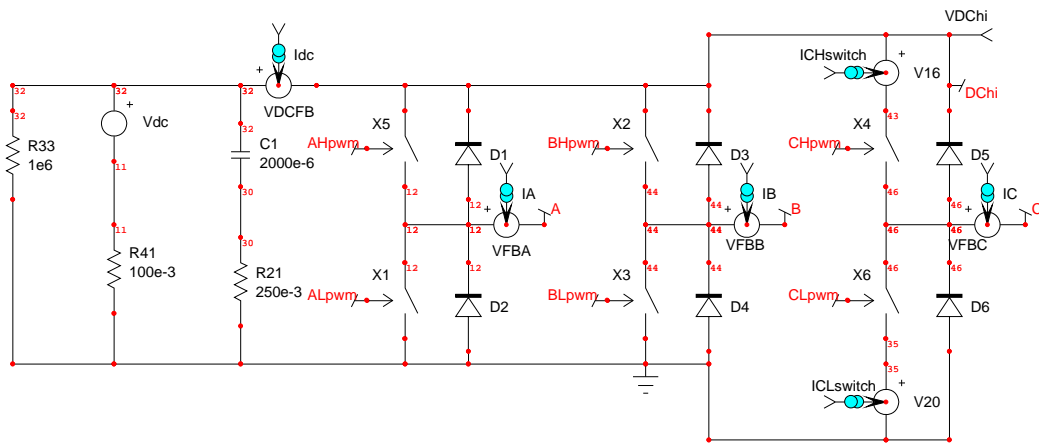 VDChi
Idc
ICHswitch
+
V16
+
VDCFB
32
32
32
DChi
32
+
Vdc
32
43
R33
1e6
C1
2000e-6
AHpwm
X5
D1
BHpwm
X2
D3
CHpwm
X4
D5
11
30
12
12
IA
A
44
44
IB
B
46
46
IC
C
+
+
+
11
30
12
12
VFBA
44
44
VFBB
46
46
VFBC
R41
100e-3
R21
250e-3
12
12
44
44
46
46
ALpwm
X1
D2
BLpwm
X3
D4
CLpwm
X6
D6
35
35
ICLswitch
+
V20